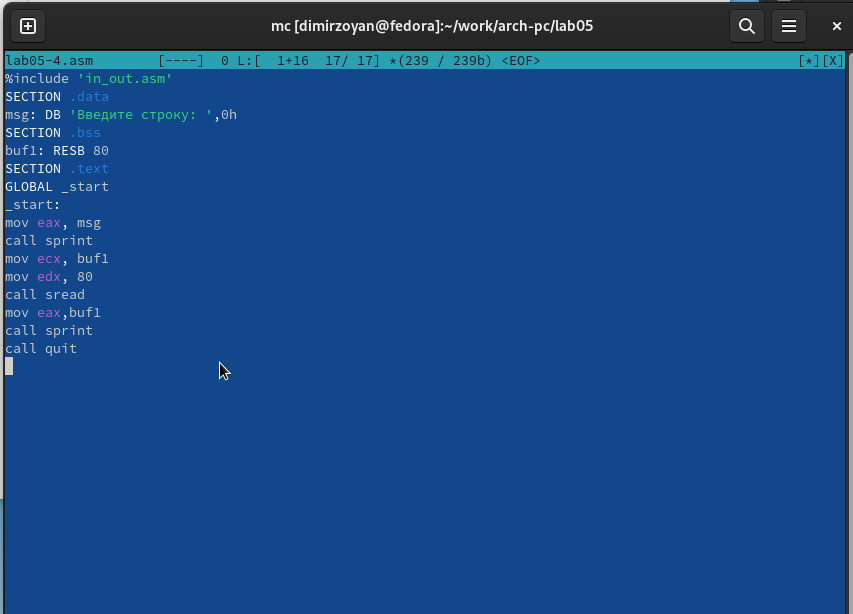 mc [dimirzoyan@fedora]:~/work/arch-pc/lab05
lab05-4.asm [----] 0 L:[ 1+16 17/ 17] *(239 / 239b) <EOF> [*][X]
%include 'in_out.asm'
SECTION .data
msg: DB 'Введите строку: ',0h
SECTION .bss
buf1: RESB 80
SECTION .text
GLOBAL _start
_start:
mov eax, msg
call sprint
mov ecx, buf1
mov edx, 80
call sread
mov eax,buf1
call sprint
call quit